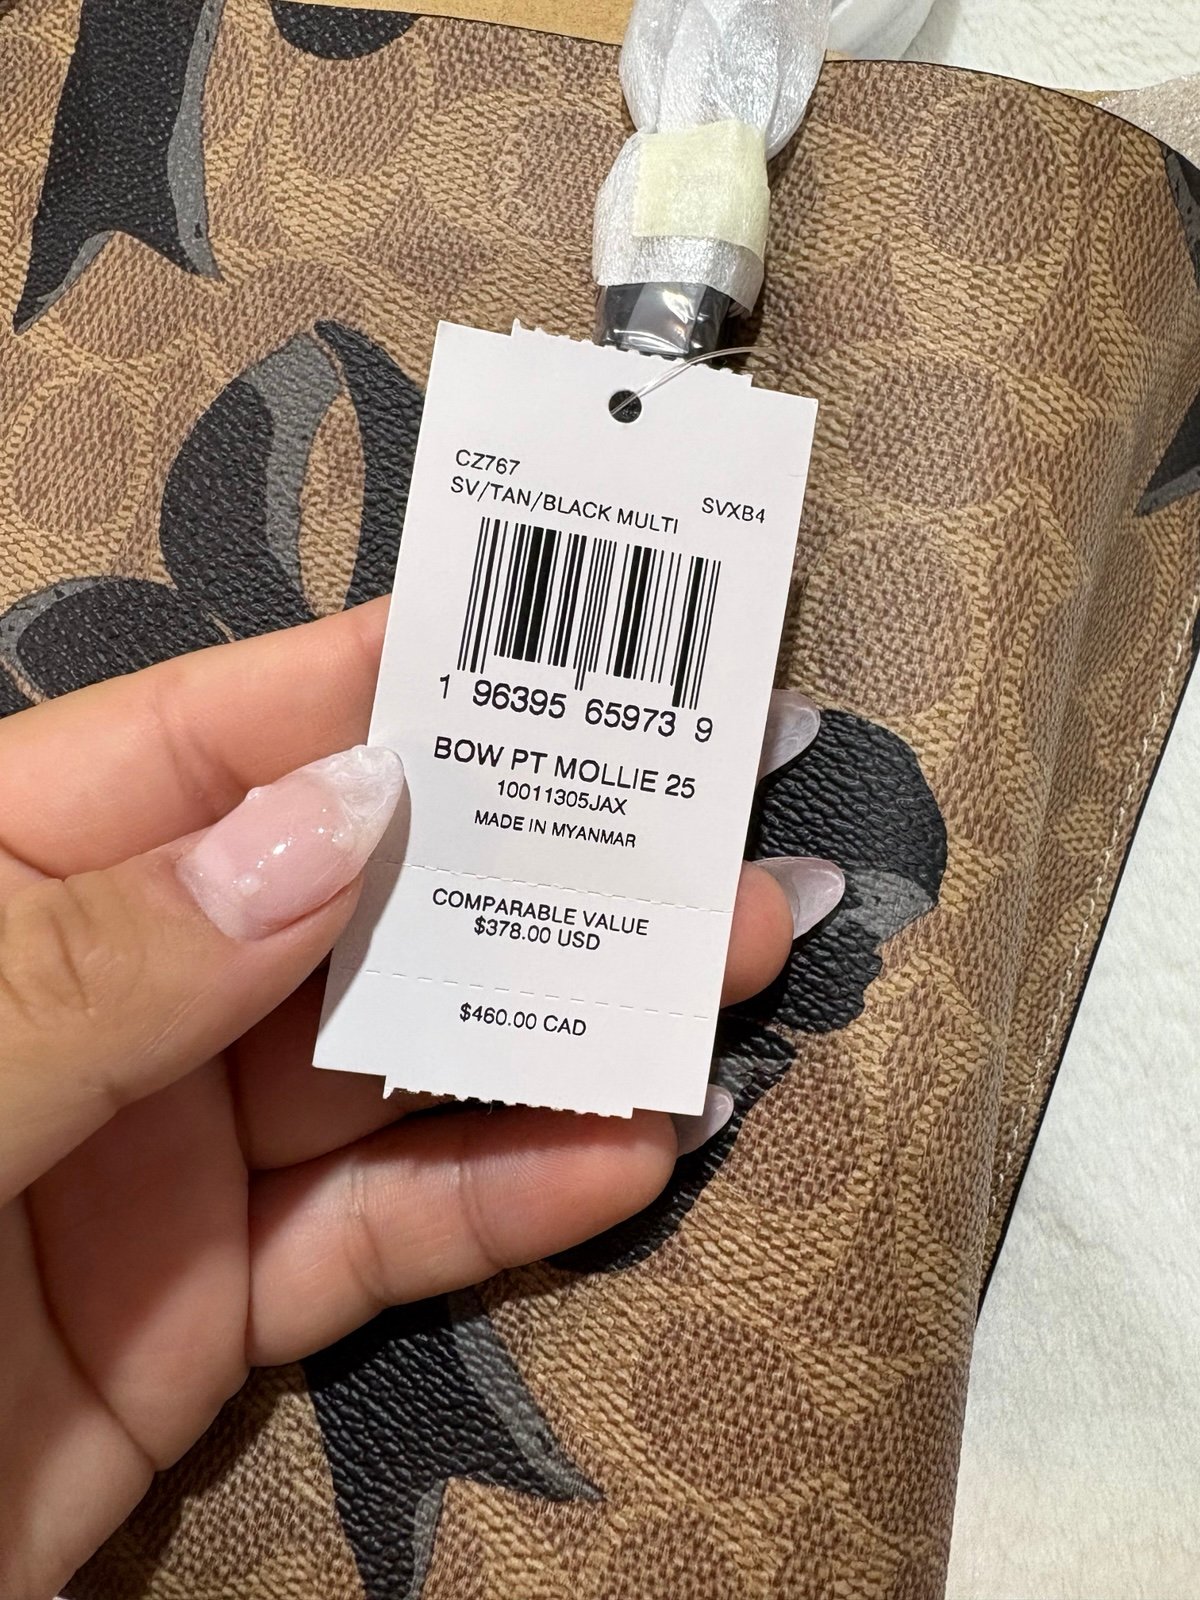 CZ767
SV/TAN/BLACK MULTI SVXB4
1 96395 65973 9
BOW PT MOLLIE 25
10011305JAX
MADE IN MYANMAR
COMPARABLE VALUE
$378.00 USD
$460.00 CAD